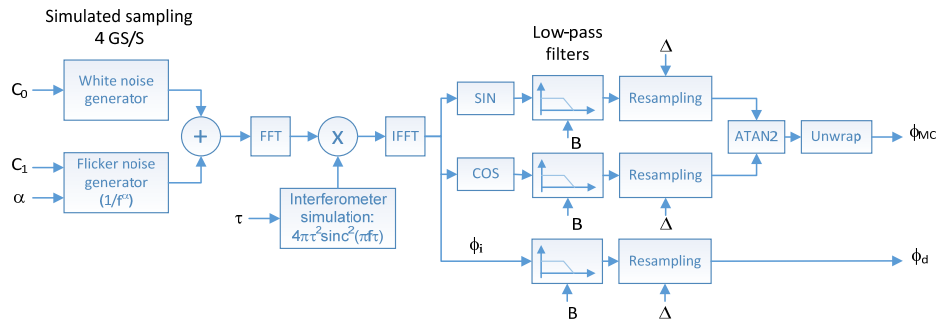 Simulated sampling
4 GS/S
C₀
White noise
generator
C₁
α
Flicker noise
generator
(1/f^α)
+
FFT
X
IFFT
τ
Interferometer
simulation:
4πτ²sinc²(πfτ)
Low-pass
filters
SIN
B
Δ
Resampling
COS
B
Resampling
Δ
ATAN2
Unwrap
ϕMC
ϕi
B
Resampling
Δ
ϕd